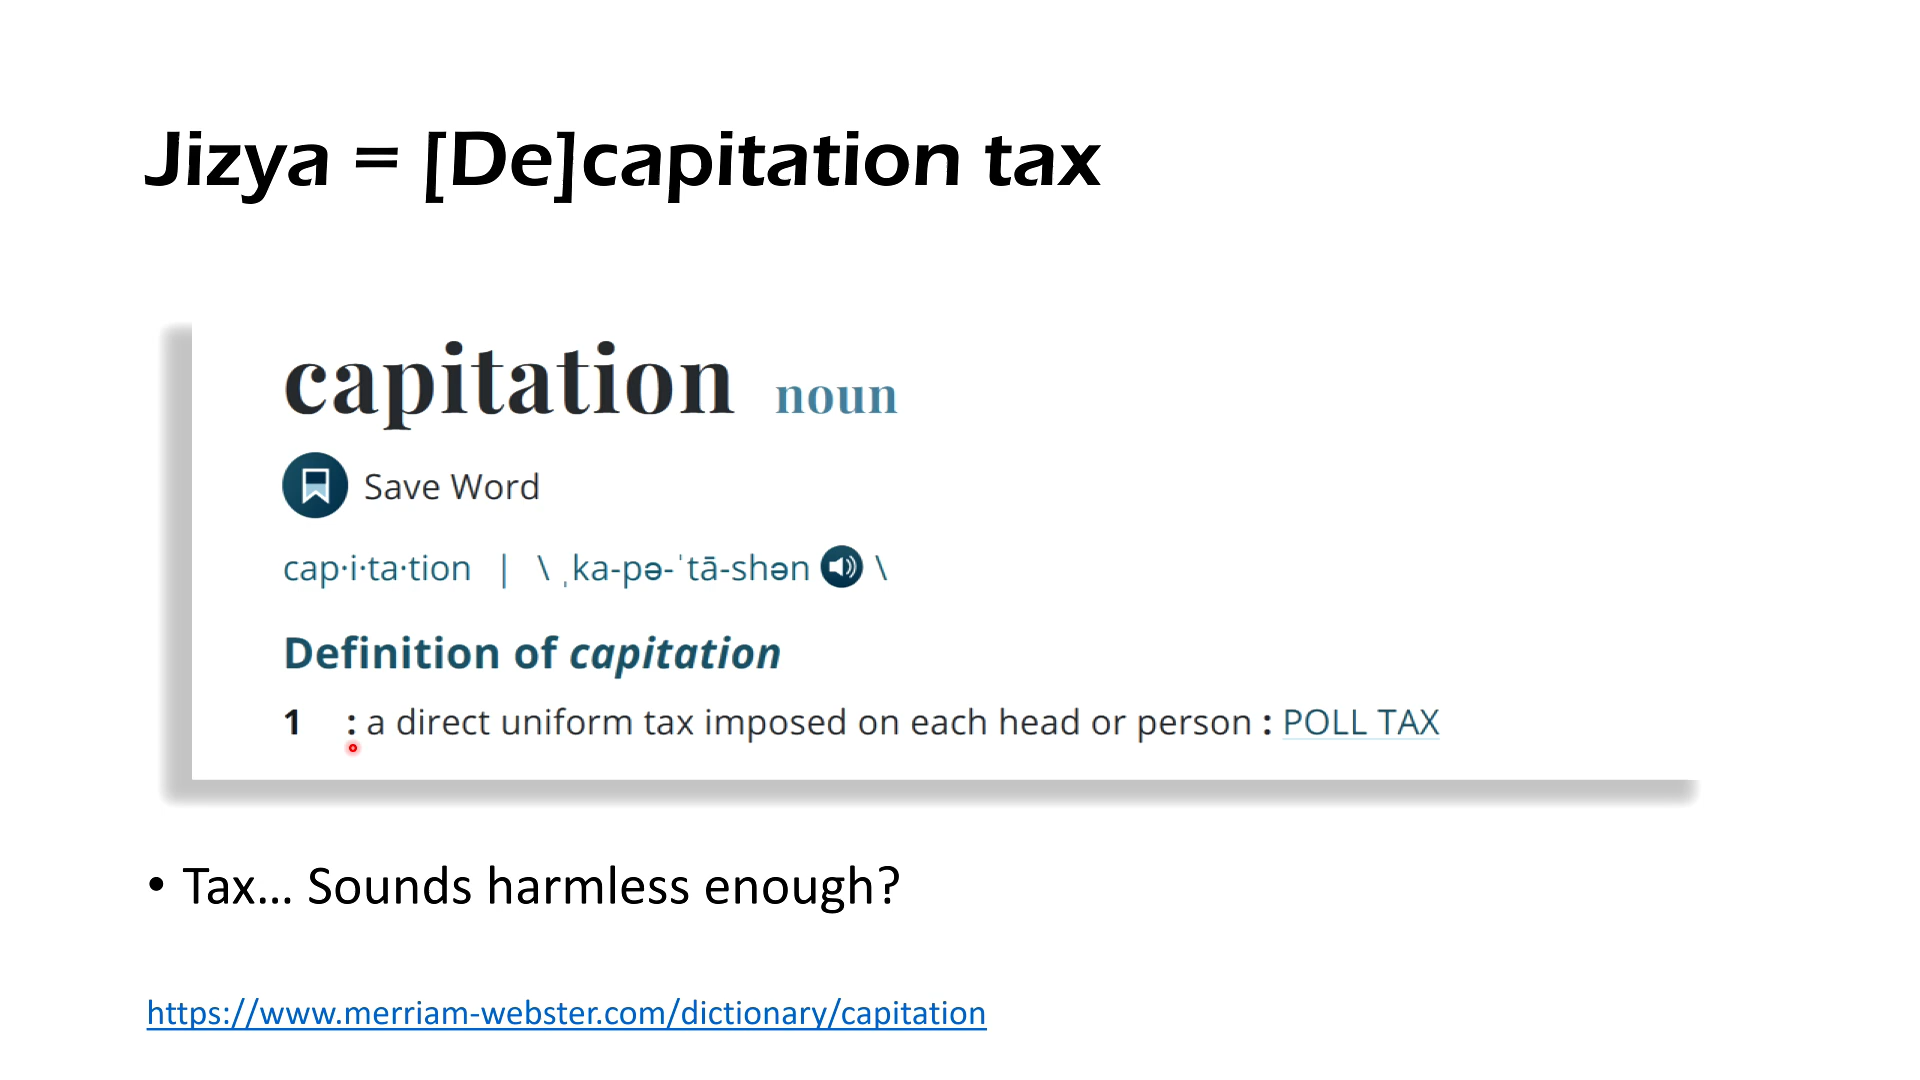 Jizya = [De]capitation tax
capitation noun
Save Word
cap·i·ta·tion | \ ˌka-pə-ˈtā-shən \
Definition of capitation
1 : a direct uniform tax imposed on each head or person : POLL TAX
• Tax... Sounds harmless enough?
https://www.merriam-webster.com/dictionary/capitation